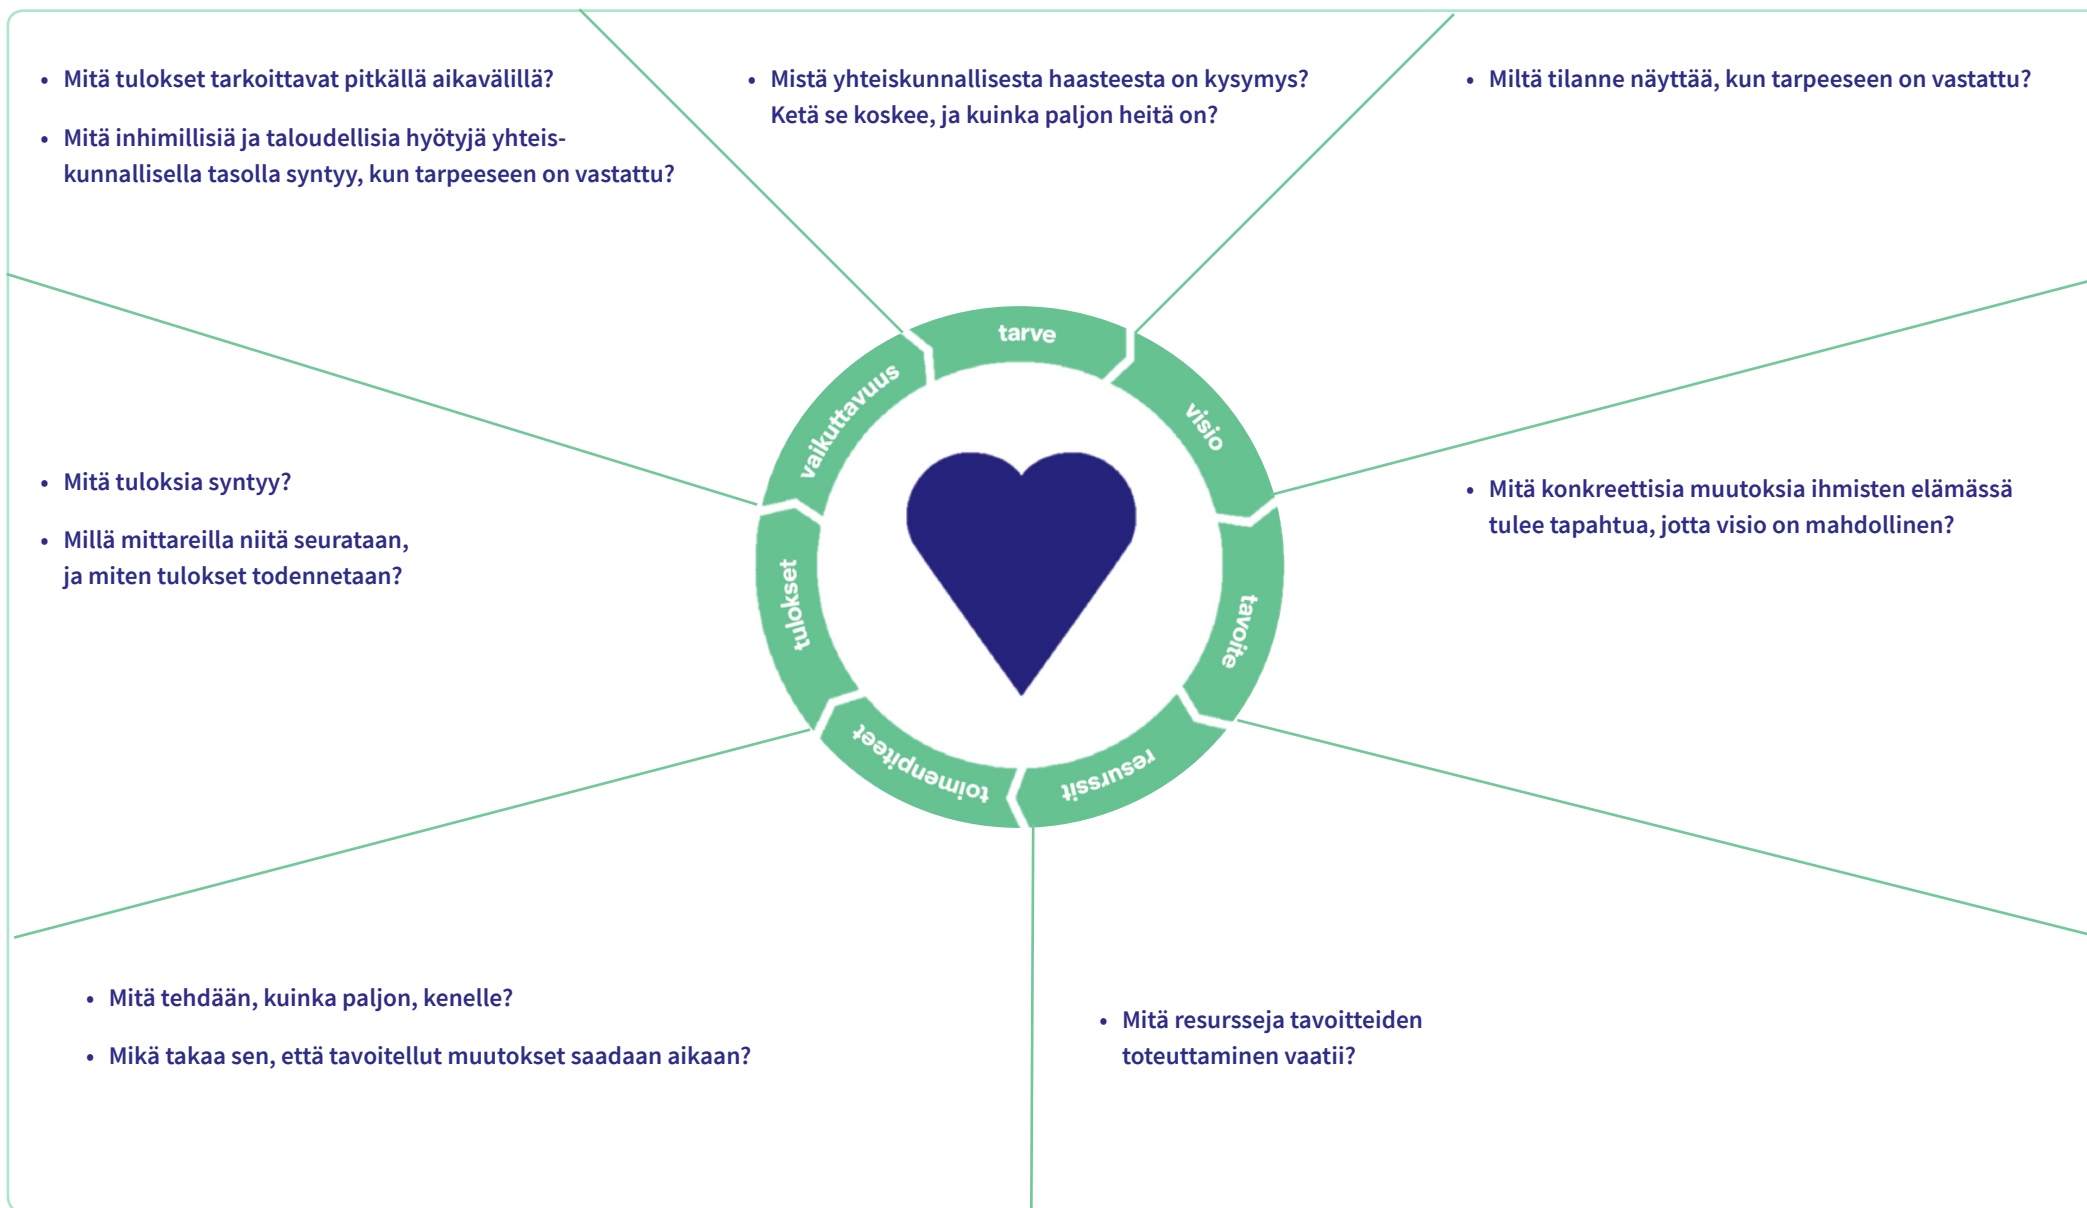 • Mitä tulokset tarkoittavat pitkällä aikavälillä?
• Mitä inhimillisiä ja taloudellisia hyötyjä yhteis-
kunnallisella tasolla syntyy, kun tarpeeseen on vastattu?
• Mistä yhteiskunnallisesta haasteesta on kysymys?
Ketä se koskee, ja kuinka paljon heitä on?
• Miltä tilanne näyttää, kun tarpeeseen on vastattu?
tarve
visio
tavoite
resurssit
toimenpiteet
tulokset
vaikuttavuus
• Mitä tuloksia syntyy?
• Millä mittareilla niitä seurataan,
ja miten tulokset todennetaan?
• Mitä konkreettisia muutoksia ihmisten elämässä
tulee tapahtua, jotta visio on mahdollinen?
• Mitä tehdään, kuinka paljon, kenelle?
• Mikä takaa sen, että tavoitellut muutokset saadaan aikaan?
• Mitä resursseja tavoitteiden
toteuttaminen vaatii?